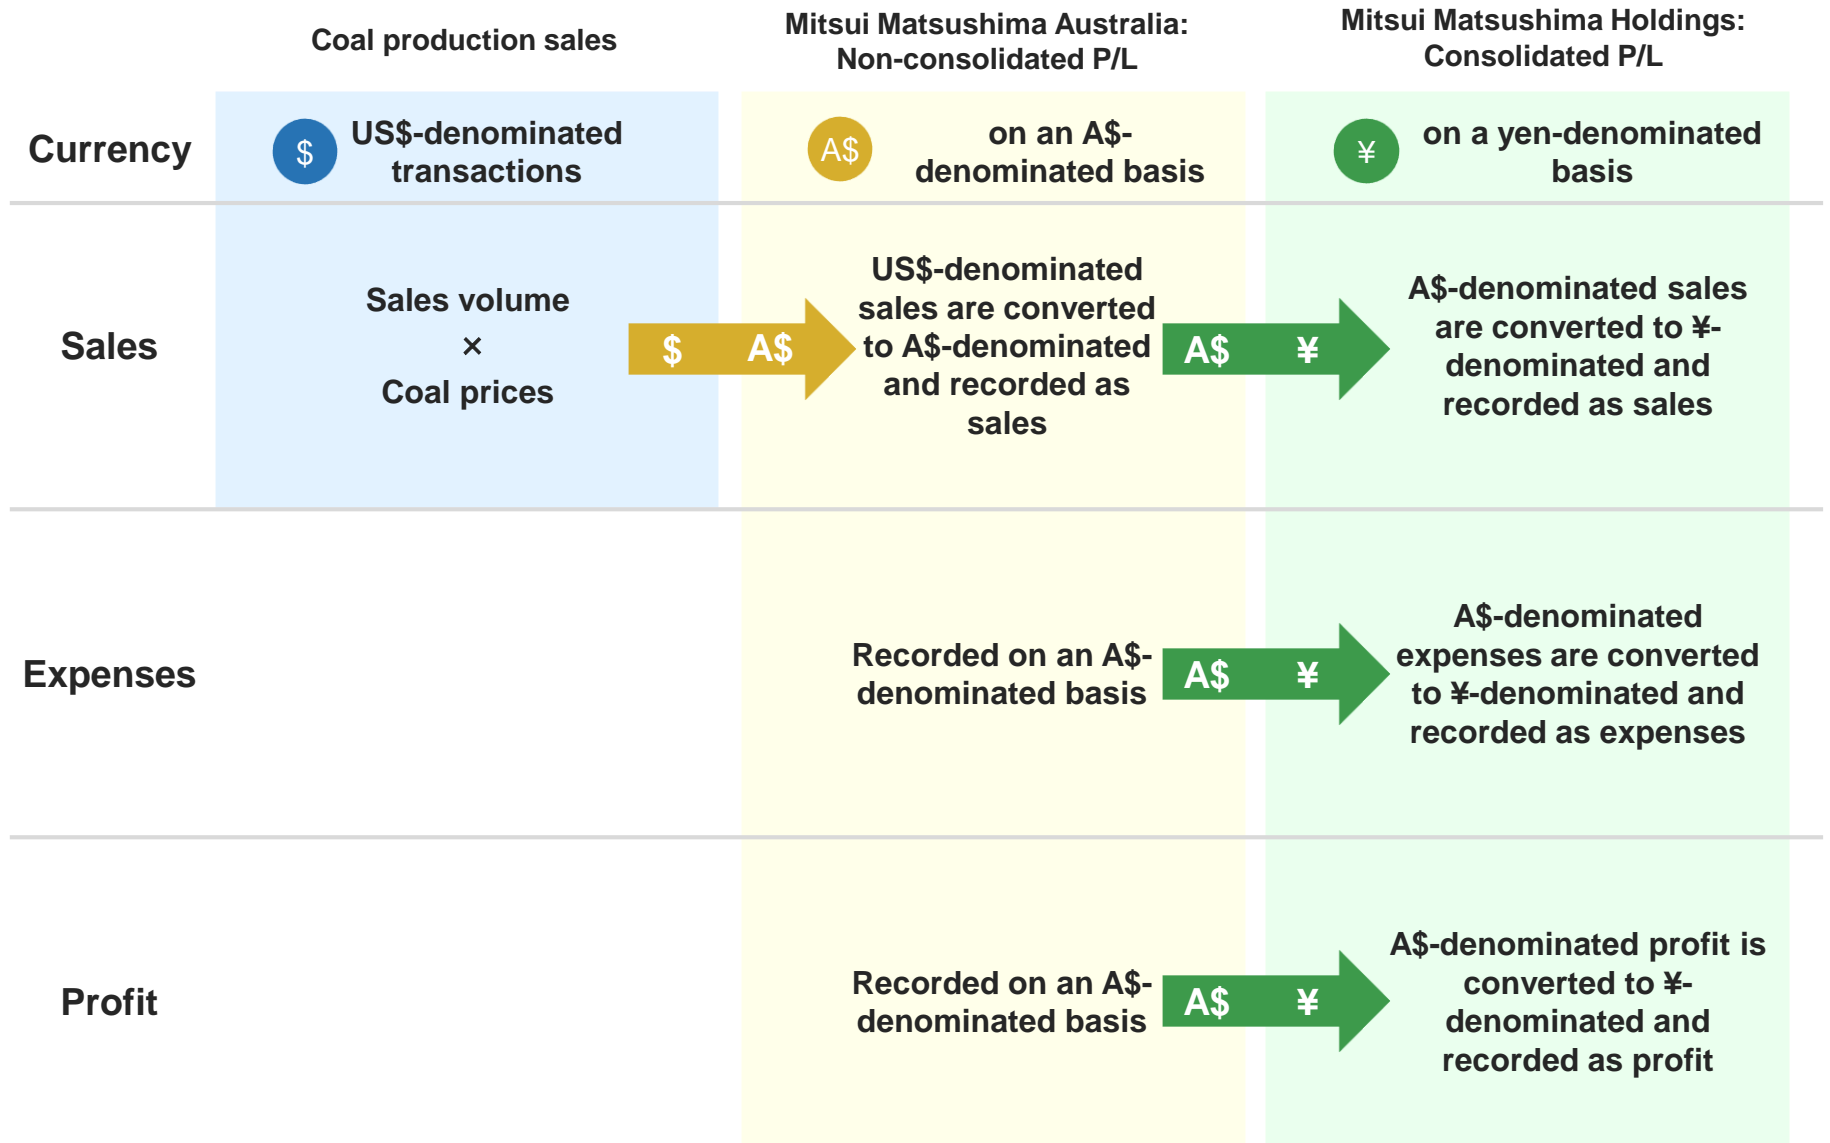 Coal production sales
Mitsui Matsushima Australia:
Non-consolidated P/L
Mitsui Matsushima Holdings:
Consolidated P/L
Currency
$
US$-denominated
transactions
A$
on an A$-
denominated basis
¥
on a yen-denominated
basis
Sales
Sales volume
×
Coal prices
$ A$
US$-denominated
sales are converted
to A$-denominated
and recorded as
sales
A$ ¥
A$-denominated sales
are converted to ¥-
denominated and
recorded as sales
Expenses
Recorded on an A$-
denominated basis
A$ ¥
A$-denominated
expenses are converted
to ¥-denominated and
recorded as expenses
Profit
Recorded on an A$-
denominated basis
A$ ¥
A$-denominated profit is
converted to ¥-
denominated and
recorded as profit